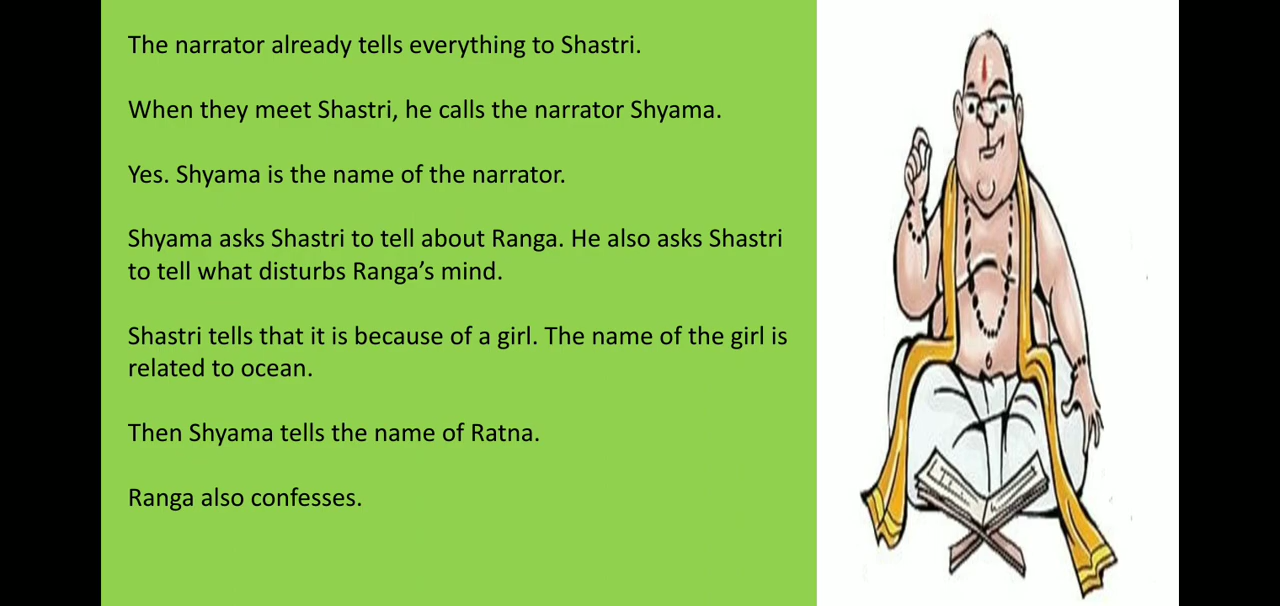 The narrator already tells everything to Shastri.
When they meet Shastri, he calls the narrator Shyama.
Yes. Shyama is the name of the narrator.
Shyama asks Shastri to tell about Ranga. He also asks Shastri
to tell what disturbs Ranga’s mind.
Shastri tells that it is because of a girl. The name of the girl is
related to ocean.
Then Shyama tells the name of Ratna.
Ranga also confesses.